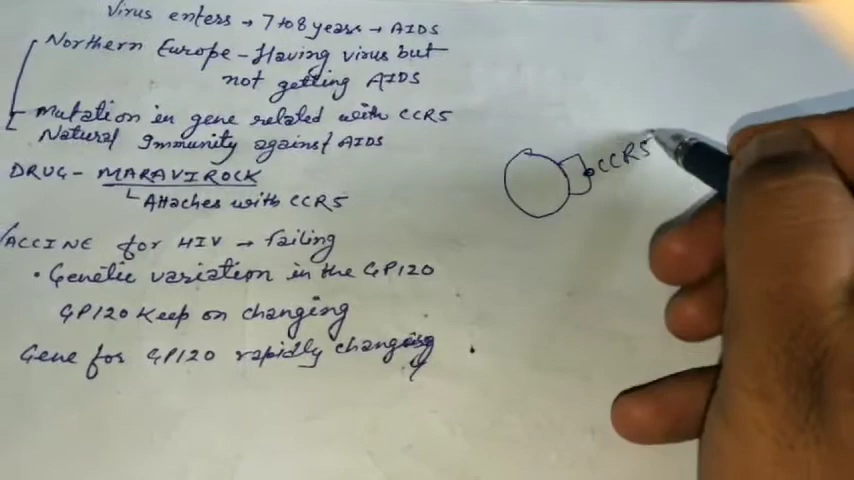 Virus enters → 7 to 8 years → AIDS
Northern Europe - Having virus but
not getting AIDS
Mutation in gene related with CCR5
Natural Immunity against AIDS
DRUG - MARAVIROCK
Attaches with CCR5
ACCINE for HIV → failing
• Genetic variation in the GP120
GP120 Keep on changing
Gene for GP120 rapidly changing
CCR5